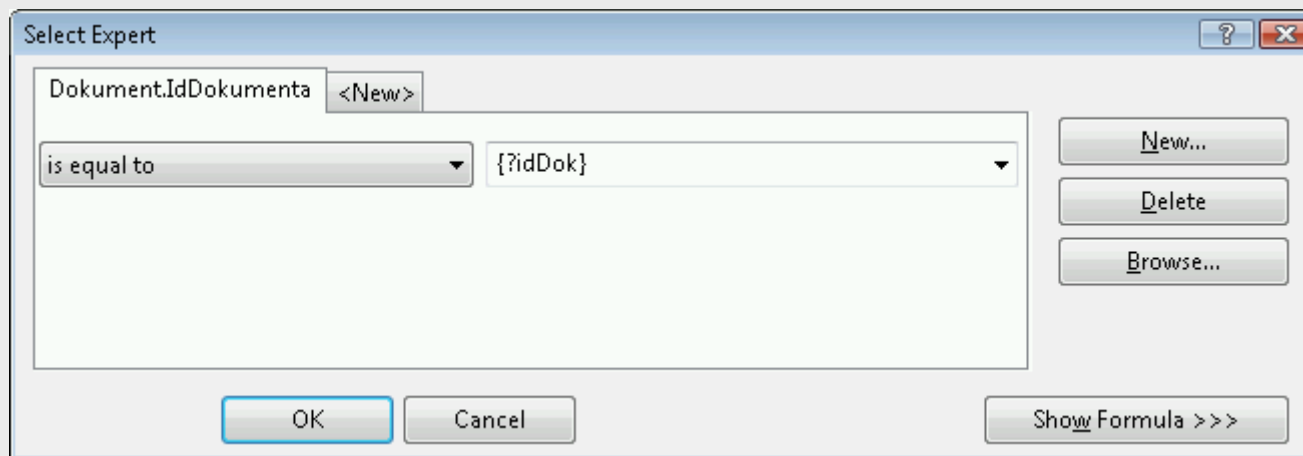 Select Expert
Dokument.IdDokumenta <New>
is equal to {?idDok}
New...
Delete
Browse...
OK Cancel Show Formula >>>